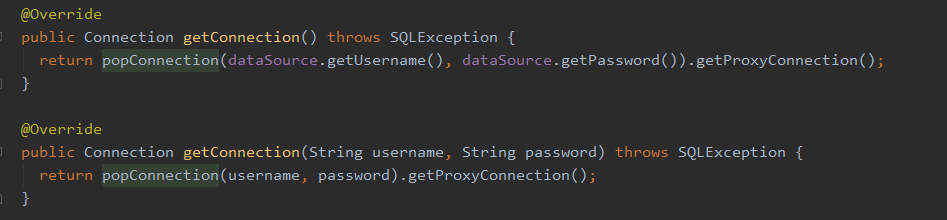 @Override
public Connection getConnection() throws SQLException {
return popConnection(dataSource.getUsername(), dataSource.getPassword()).getProxyConnection();
}
@Override
public Connection getConnection(String username, String password) throws SQLException {
return popConnection(username, password).getProxyConnection();
}